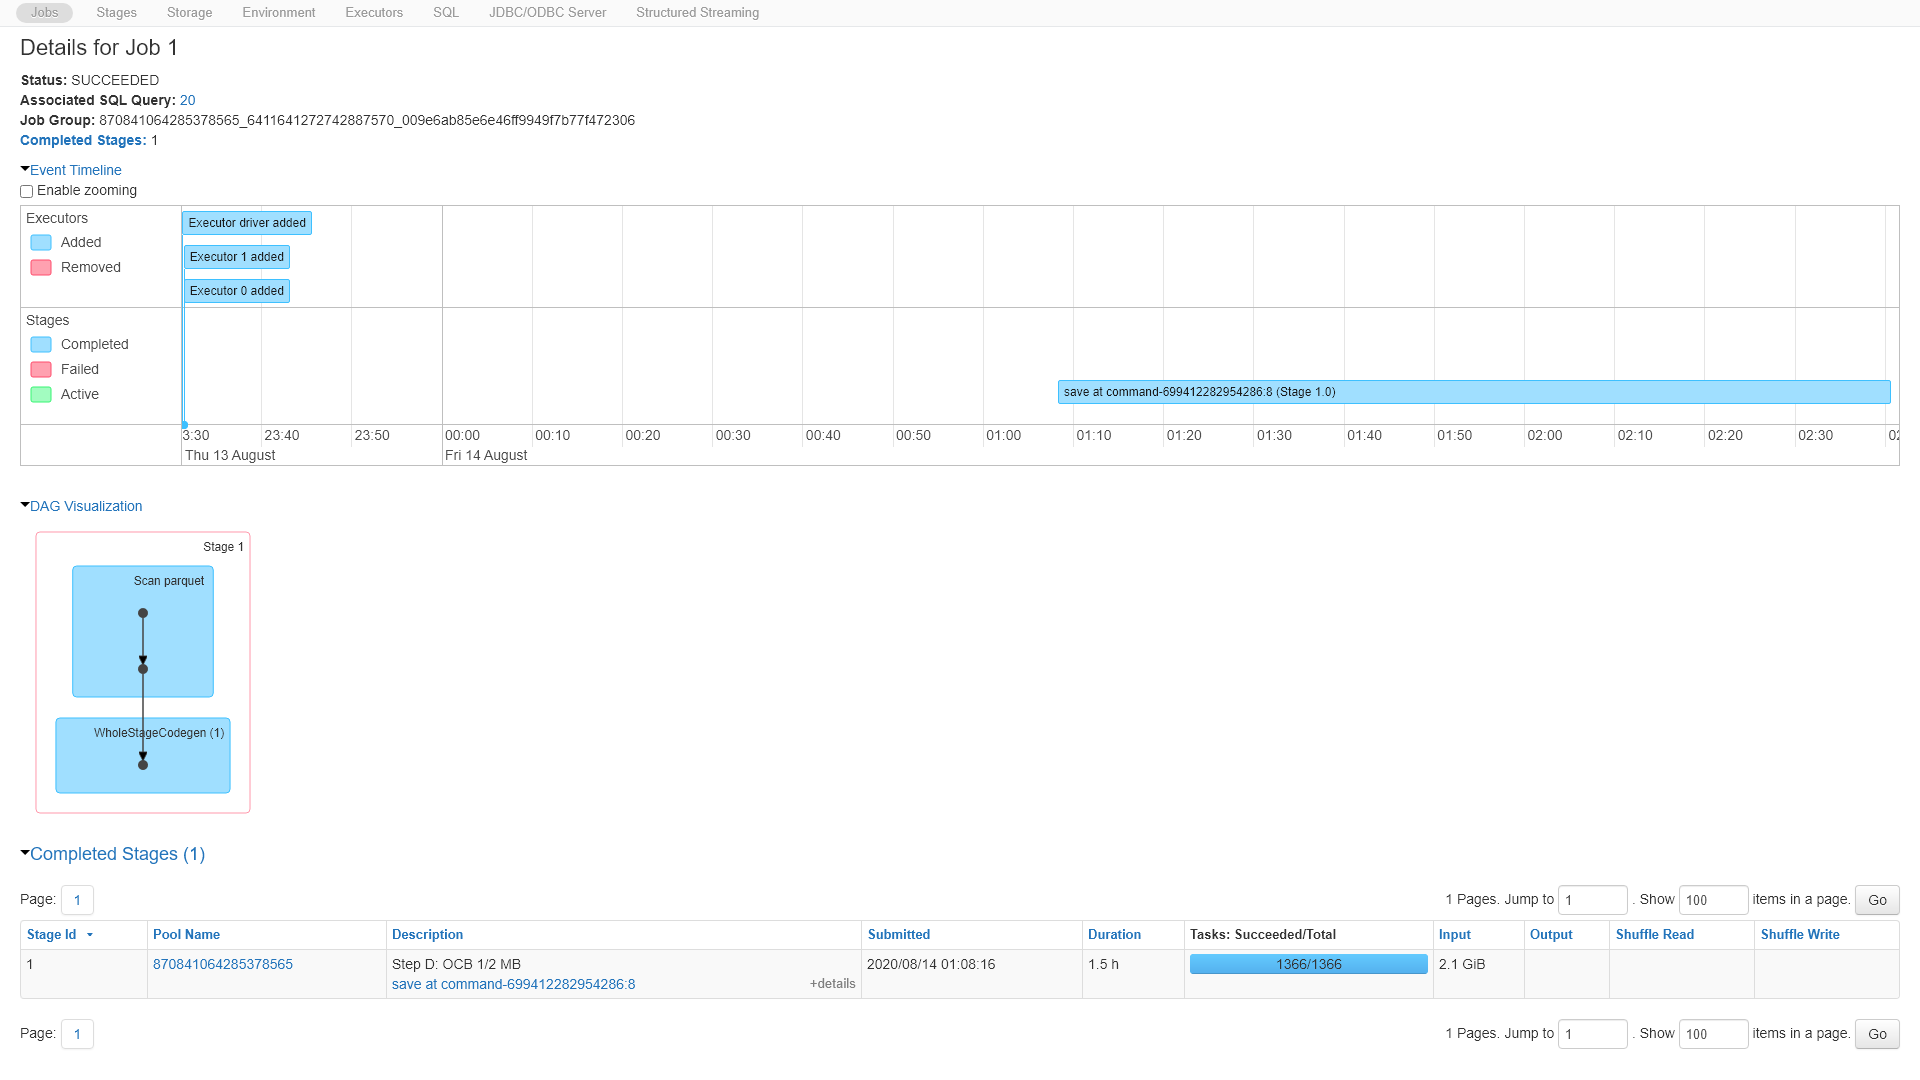 Jobs Stages Storage Environment Executors SQL JDBC/ODBC Server Structured Streaming
Details for Job 1
Status: SUCCEEDED
Associated SQL Query: 20
Job Group: 870841064285378565_6411641272742887570_009e6ab85e6e46ff9949f7b77f472306
Completed Stages: 1
Event Timeline
Enable zooming
Executors
Added
Removed
Executor driver added
Executor 1 added
Executor 0 added
Stages
Completed
Failed
Active
save at command-699412282954286:8 (Stage 1.0)
3:30 23:40 23:50 00:00 00:10 00:20 00:30 00:40 00:50 01:00 01:10 01:20 01:30 01:40 01:50 02:00 02:10 02:20 02:30
Thu 13 August Fri 14 August
DAG Visualization
Stage 1
Scan parquet
WholeStageCodegen (1)
Completed Stages (1)
Page: 1 1 Pages. Jump to 1 . Show 100 items in a page. Go
Stage Id Pool Name Description Submitted Duration Tasks: Succeeded/Total Input Output Shuffle Read Shuffle Write
1 870841064285378565 Step D: OCB 1/2 MB 2020/08/14 01:08:16 1.5 h 1366/1366 2.1 GiB
save at command-699412282954286:8 +details
Page: 1 1 Pages. Jump to 1 . Show 100 items in a page. Go